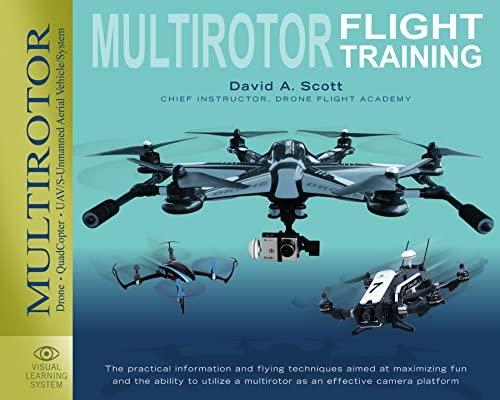 MULTIROTOR
Drone • QuadCopter • UAV/S-Unmanned Aerial Vehicle/System
VISUAL
LEARNING
SYSTEM
MULTIROTOR FLIGHT
TRAINING
David A. Scott
CHIEF INSTRUCTOR, DRONE FLIGHT ACADEMY
DRONE
7
The practical information and flying techniques aimed at maximizing fun
and the ability to utilize a multirotor as an effective camera platform